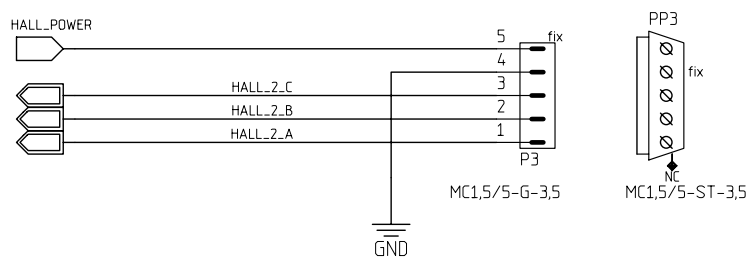 HALL_POWER
5
fix
4
HALL_2_C
3
HALL_2_B
2
HALL_2_A
1
P3
MC1,5/5-G-3,5
GND
PP3
fix
NC
MC1,5/5-ST-3,5